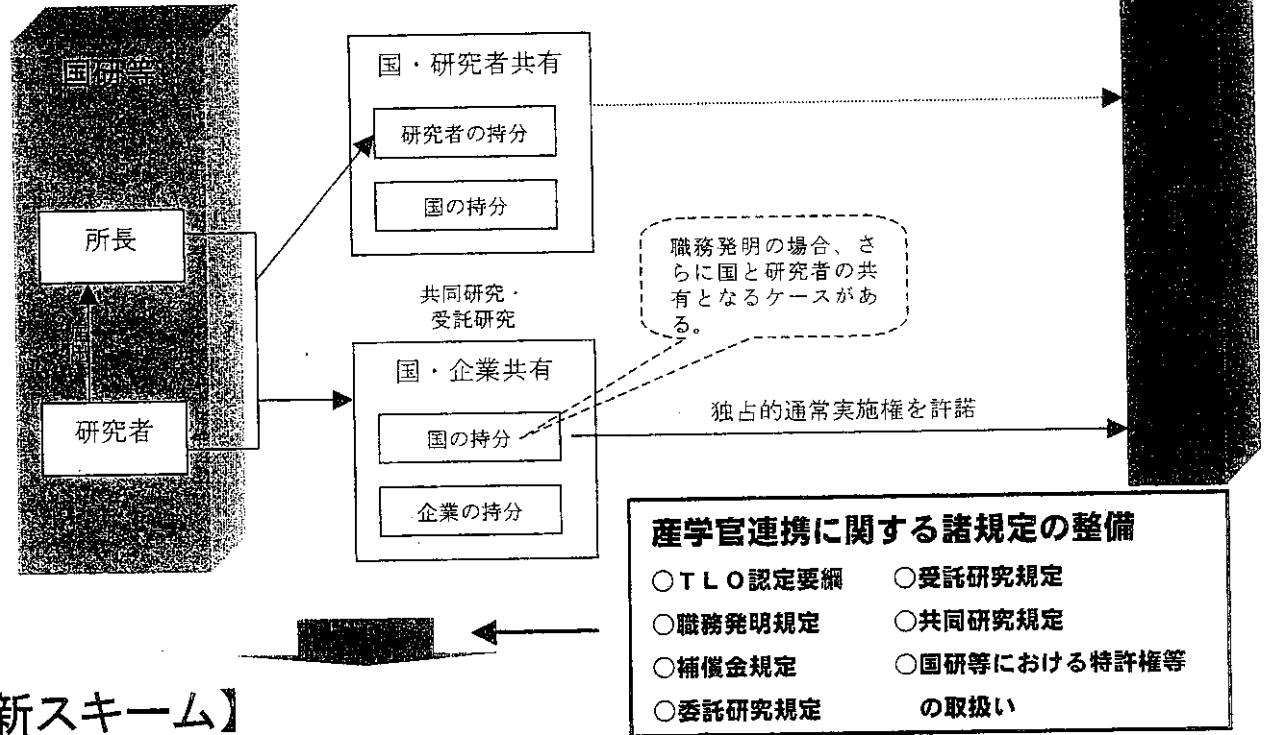 国研等
国・研究者共有
研究者の持分
国の持分
所長
研究者
職務発明の場合、さ
らに国と研究者の共
有となるケースがあ
る。
共同研究・
受託研究
国・企業共有
国の持分
企業の持分
独占的通常実施権を許諾
産学官連携に関する諸規定の整備
○ＴＬＯ認定要綱
○職務発明規定
○補償金規定
○委託研究規定
○受託研究規定
○共同研究規定
○国研等における特許権等
の取扱い
新スキーム】